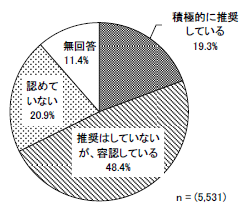 積極的に推奨
している
19.3%
無回答
11.4%
認めて
いない
20.9%
推奨はしていない
が、容認している
48.4%
n = (5,531)